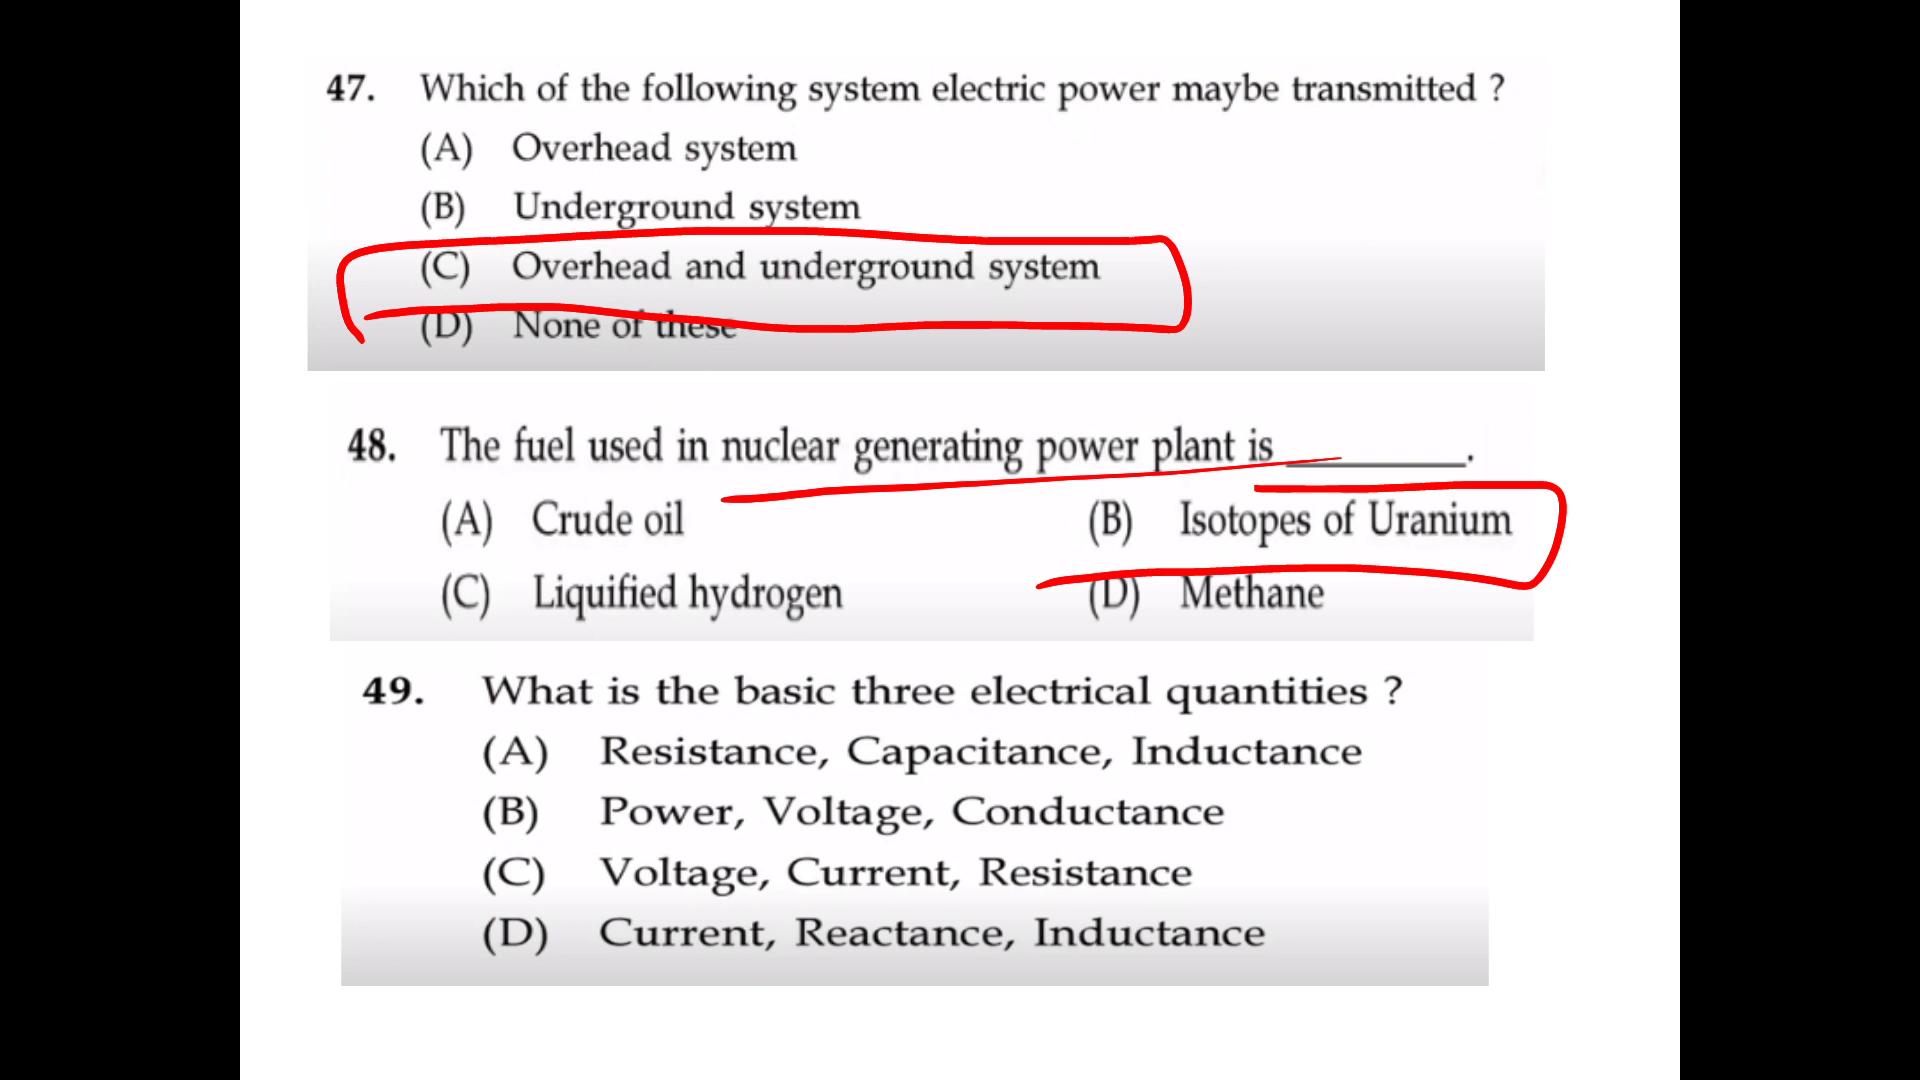 47. Which of the following system electric power maybe transmitted ?
(A) Overhead system
(B) Underground system
(C) Overhead and underground system
(D) None of these
48. The fuel used in nuclear generating power plant is ________.
(A) Crude oil (B) Isotopes of Uranium
(C) Liquified hydrogen (D) Methane
49. What is the basic three electrical quantities ?
(A) Resistance, Capacitance, Inductance
(B) Power, Voltage, Conductance
(C) Voltage, Current, Resistance
(D) Current, Reactance, Inductance